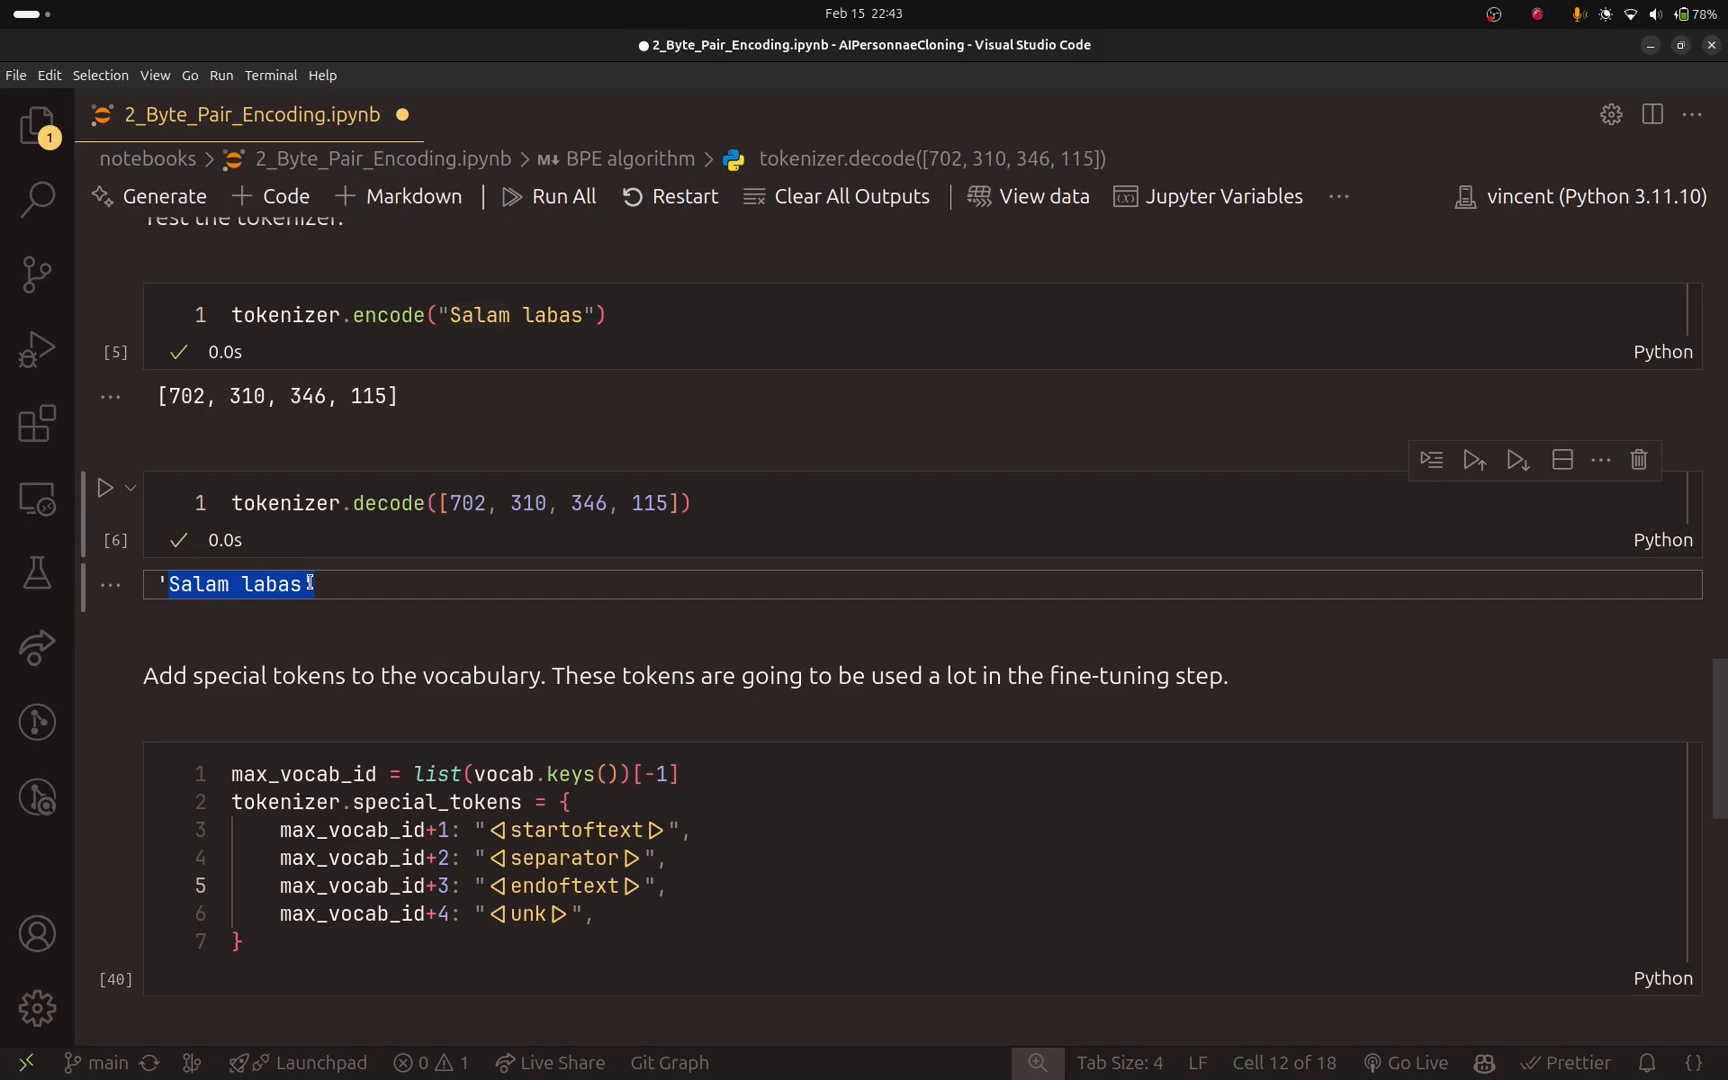 Feb 15 22:43
78%
● 2_Byte_Pair_Encoding.ipynb - AIPersonnaeCloning - Visual Studio Code
File Edit Selection View Go Run Terminal Help
1
2_Byte_Pair_Encoding.ipynb ●
notebooks > 2_Byte_Pair_Encoding.ipynb > M↓ BPE algorithm > tokenizer.decode([702, 310, 346, 115])
Generate + Code + Markdown | Run All Restart Clear All Outputs | View data Jupyter Variables ... vincent (Python 3.11.10)
Test the tokenizer.
1 tokenizer.encode("Salam labas")
[5] ✓ 0.0s Python
... [702, 310, 346, 115]
1 tokenizer.decode([702, 310, 346, 115])
[6] ✓ 0.0s Python
... 'Salam labas'
Add special tokens to the vocabulary. These tokens are going to be used a lot in the fine-tuning step.
1 max_vocab_id = list(vocab.keys())[-1]
2 tokenizer.special_tokens = {
3 max_vocab_id+1: "<|startoftext|>",
4 max_vocab_id+2: "<|separator|>",
5 max_vocab_id+3: "<|endoftext|>",
6 max_vocab_id+4: "<|unk|>",
7 }
[40] Python
main Launchpad 0 1 Live Share Git Graph Tab Size: 4 LF Cell 12 of 18 Go Live Prettier {}